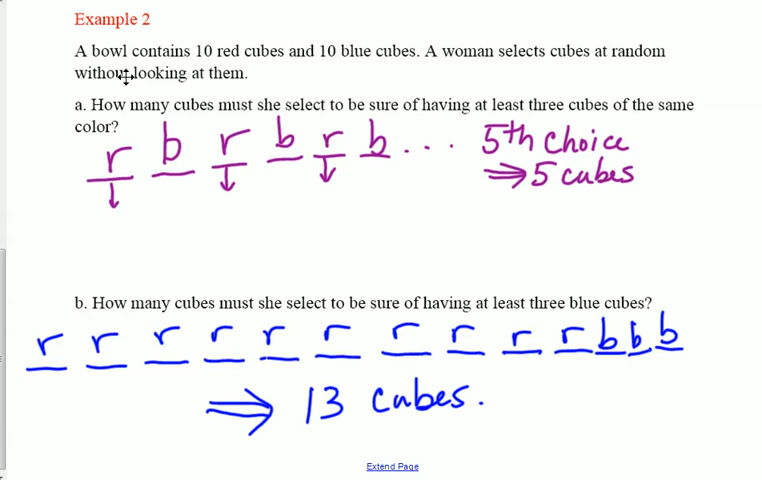 Example 2
A bowl contains 10 red cubes and 10 blue cubes. A woman selects cubes at random
without looking at them.
a. How many cubes must she select to be sure of having at least three cubes of the same
color?
r b r b r b ... 5th choice
⇒ 5 cubes
b. How many cubes must she select to be sure of having at least three blue cubes?
r r r r r r r r r r b b b
⇒ 13 cubes.
Extend Page